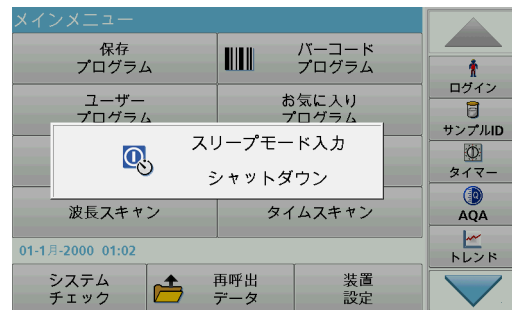 メインメニュー
保存
プログラム
バーコード
プログラム
ユーザー
プログラム
お気に入り
プログラム
スリープモード入力
シャットダウン
波長スキャン
タイムスキャン
01-1月-2000 01:02
システム
チェック
再呼出
データ
装置
設定
ログイン
サンプルID
タイマー
AQA
トレンド